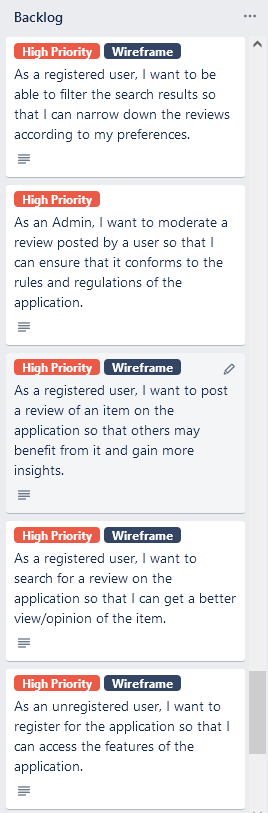 Backlog
High Priority Wireframe
As a registered user, I want to be
able to filter the search results so
that I can narrow down the reviews
according to my preferences.
High Priority
As an Admin, I want to moderate a
review posted by a user so that I
can ensure that it conforms to the
rules and regulations of the
application.
High Priority Wireframe
As a registered user, I want to post
a review of an item on the
application so that others may
benefit from it and gain more
insights.
High Priority Wireframe
As a registered user, I want to
search for a review on the
application so that I can get a better
view/opinion of the item.
High Priority Wireframe
As an unregistered user, I want to
register for the application so that I
can access the features of the
application.